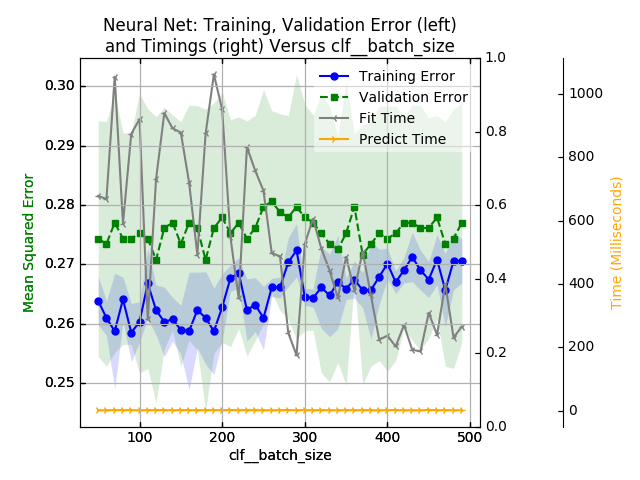 Neural Net: Training, Validation Error (left)
and Timings (right) Versus clf__batch_size
Training Error
Validation Error
Fit Time
Predict Time
Mean Squared Error
0.30
0.29
0.28
0.27
0.26
0.25
100
200
300
400
500
clf__batch_size
1.0
0.8
0.6
0.4
0.2
0.0
1000
800
600
400
200
0
Time (Milliseconds)